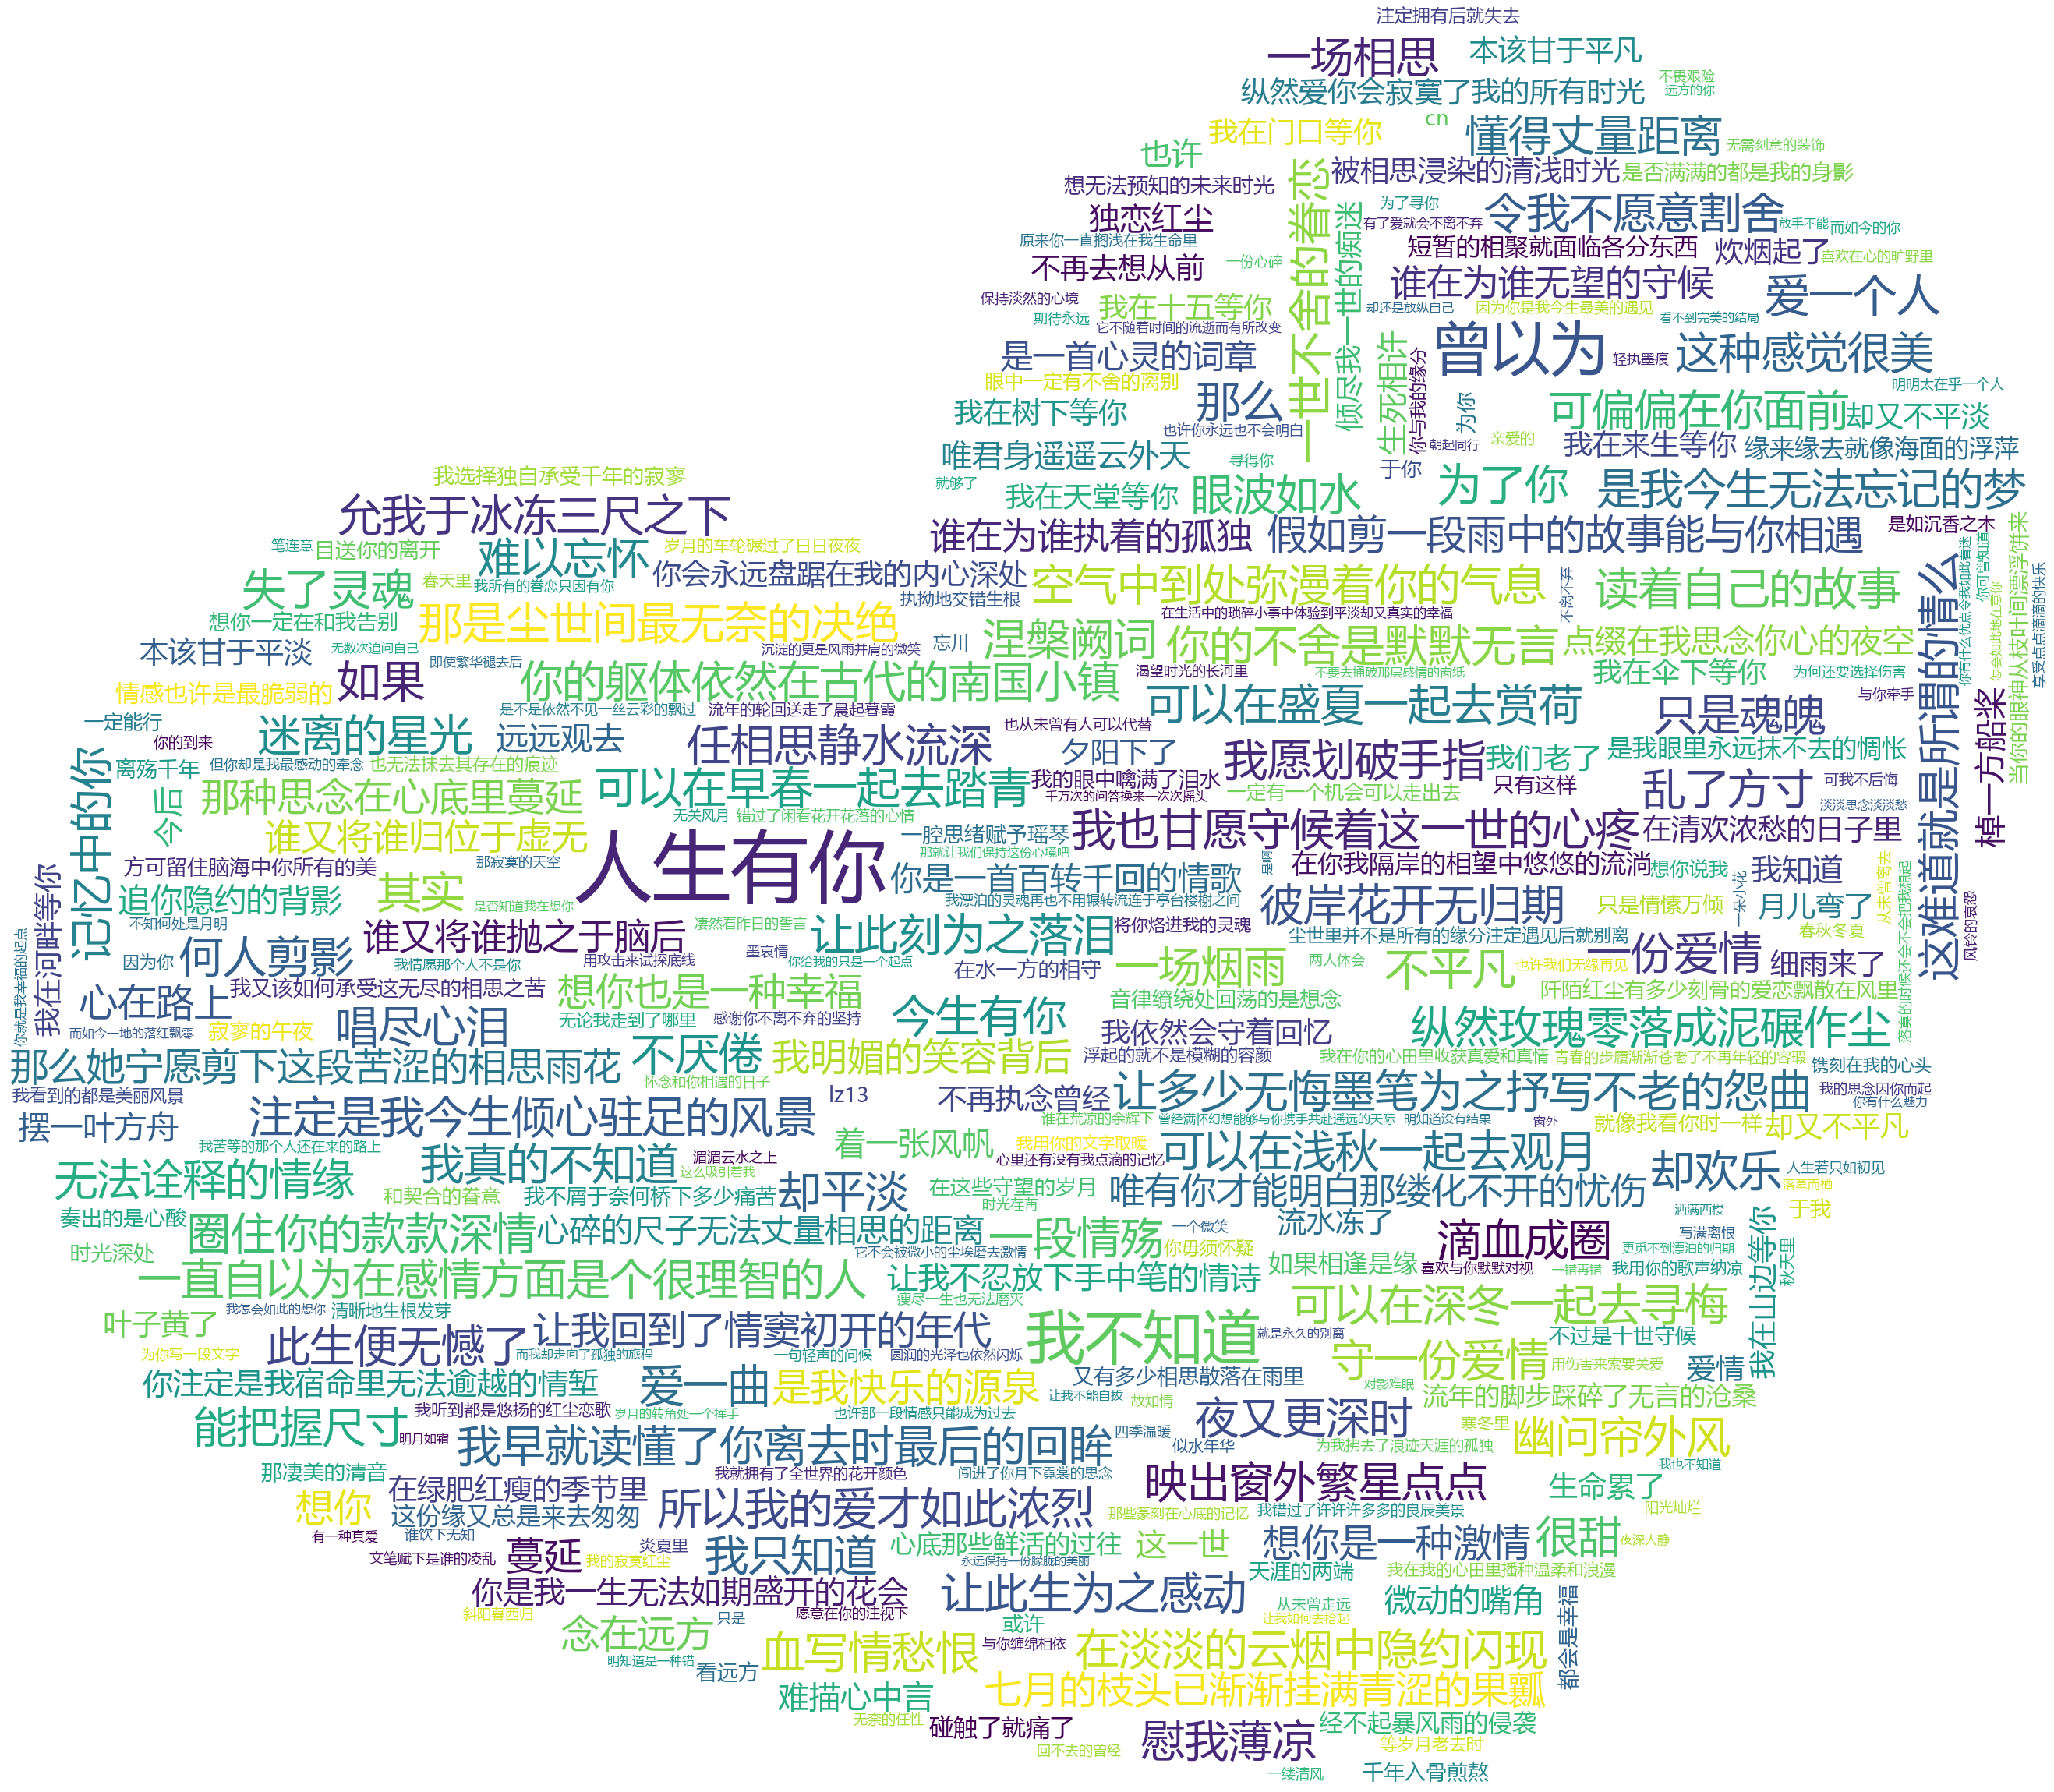 注定拥有后就失去
一场相思
本该甘于平凡
不畏艰险
远方的你
纵然爱你会寂寞了我的所有时光
cn
我在门口等你
懂得丈量距离
无需刻意的装饰
也许
被相思浸染的清浅时光
是否满满的都是我的身影
想无法预知的未来时光
一世不舍的眷恋
倾尽我一世的痴迷
为了寻你
令我不愿意割舍
独恋红尘
有了爱就会不离不弃
放手不能
而如今的你
原来你一直搁浅在我生命里
短暂的相聚就面临各分东西
炊烟起了
喜欢在心的旷野里
不再去想从前
一份心碎
谁在为谁无望的守候
爱一个人
保持淡然的心境
我在十五等你
却还是放纵自己
因为你是我今生最美的遇见
看不到完美的结局
期待永远
它不随着时间的流逝而有所改变
曾以为
这种感觉很美
是一首心灵的词章
生死相许
你与我的缘分
轻执墨痕
眼中一定有不舍的离别
那么
为你
可偏偏在你面前
明明太在乎一个人
我在树下等你
却又不平淡
也许你永远也不会明白
朝起同行
亲爱的
我在来生等你
缘来缘去就像海面的浮萍
唯君身遥遥云外天
寻得你
于你
我选择独自承受千年的寂寥
就够了
我在天堂等你
眼波如水
为了你
是我今生无法忘记的梦
允我于冰冻三尺之下
谁在为谁执着的孤独
假如剪一段雨中的故事能与你相遇
是如沉香之木
笔连意
目送你的离开
难以忘怀
岁月的车轮碾过了日日夜夜
失了灵魂
春天里
我所有的眷恋只因有你
你会永远盘踞在我的内心深处
空气中到处弥漫着你的气息
不离不弃
读着自己的故事
这难道就是所谓的情么
你有什么优点令我如此着迷
你可曾知道
当你的眼神从枝叶间漂浮饼来
执拗地交错生根
想你一定在和我告别
那是尘世间最无奈的决绝
在生活中的琐碎小事中体验到平淡却又真实的幸福
怎会如此地在意你
享受点点滴滴的快乐
本该甘于平淡
无数次追问自己
沉淀的更是风雨并肩的微笑
忘川
涅槃阙词
你的不舍是默默无言
点缀在我思念你心的夜空
如果
即使繁华褪去后
你的躯体依然在古代的南国小镇
渴望时光的长河里
不要去捅破那层感情的窗纸
我在伞下等你
为何还要选择伤害
情感也许是最脆弱的
可以在盛夏一起去赏荷
只是魂魄
与你牵手
棹一方船桨
一定能行
迷离的星光
是不是依然不见一丝云彩的飘过
流年的轮回送走了晨起暮霞
也从未曾有人可以代替
远远观去
任相思静水流深
夕阳下了
我愿划破手指
我们老了
是我眼里永远抹不去的惆怅
你的到来
记忆中的你
离殇千年
但你却是我最感动的牵念
也无法抹去其存在的痕迹
可以在早春一起去踏青
我的眼中噙满了泪水
只有这样
乱了方寸
可我不后悔
今后
那种思念在心底里蔓延
千万次的问答换来一次次摇头
一定有一个机会可以走出去
淡淡思念淡淡愁
无关风月
错过了闲看花开花落的心情
谁又将谁归位于虚无
人生有你
一腔思绪赋予瑶琴
我也甘愿守候着这一世的心疼
在清欢浓愁的日子里
方可留住脑海中你所有的美
那寂寞的天空
那就让我们保持这份心境吧
是啊
在你我隔岸的相望中悠悠的流淌
想你说我
我知道
从未曾离去
我在河畔等你
追你隐约的背影
其实
你是一首百转千回的情歌
我漂泊的灵魂再也不用辗转流连于亭台楼榭之间
彼岸花开无归期
只是情愫万倾
一朵小花
月儿弯了
落寞的时候还会不会把我想起
是否知道我在想你
不知何处是月明
谁又将谁抛之于脑后
凄然着昨日的誓言
让此刻为之落泪
将你烙进我的灵魂
尘世里并不是所有的缘分注定遇见后就别离
一份爱情
春秋冬夏
风铃的哀怨
你就是我幸福的起点
因为你
何人剪影
我情愿那个人不是你
用攻击来试探底线
墨哀情
你给我的只是一个起点
在水一方的相守
一场烟雨
两人体会
不平凡
也许我们无缘再见
细雨来了
心在路上
我又该如何承受这无尽的相思之苦
想你也是一种幸福
今生有你
音律缭绕处回荡的是想念
阡陌红尘有多少刻骨的爱恋飘散在风里
而如今一地的落红飘零
寂寥的午夜
唱尽心泪
无论我走到了哪里
感谢你不离不弃的坚持
我依然会守着回忆
纵然玫瑰零落成泥碾作尘
那么她宁愿剪下这段苦涩的相思雨花
不厌倦
我明媚的笑容背后
浮起的就不是模糊的容颜
我在你的心田里收获真爱和真情
青春的步履渐渐苍老了不再年轻的容瑕
镌刻在我的心头
我看到的都是美丽风景
怀念和你相遇的日子
lz13
不再执念曾经
让多少无悔墨笔为之抒写不老的怨曲
我的思念因你而起
你有什么魅力
摆一叶方舟
注定是我今生倾心驻足的风景
谁在荒凉的余辉下
曾经满怀幻想能够与你携手共赴遥远的天际
明知道没有结果
窗外
就像我看你时一样
却又不平凡
我苦等的那个人还在来的路上
着一张风帆
我用你的文字取暖
可以在浅秋一起去观月
无法诠释的情缘
我真的不知道
湄湄云水之上
这么吸引着我
心里还有没有我点滴的记忆
却欢乐
人生若只如初见
落幕而栖
和契合的眷意
我不屑于奈何桥下多少痛苦
却平淡
在这些守望的岁月
唯有你才能明白那缕化不开的忧伤
于我
时光荏苒
奏出的是心酸
圈住你的款款深情
心碎的尺子无法丈量相思的距离
一段情殇
一个微笑
流水冻了
滴血成圈
洒满西楼
写满离恨
我在山边等你
时光深处
它不会被微小的尘埃磨去激情
你毋须怀疑
如果相逢是缘
喜欢与你默默对视
更觅不到漂泊的归期
一错再错
我用你的歌声纳凉
秋天里
一直自以为在感情方面是个很理智的人
让我不忍放下手中笔的情诗
瘦尽一生也无法磨灭
可以在深冬一起去寻梅
叶子黄了
我怎会如此的想你
清晰地生根发芽
此生便无憾了
让我回到了情窦初开的年代
我不知道
就是永久的别离
不过是十世守候
为你写一段文字
而我却走向了孤独的旅程
一句轻声的问候
圆润的光泽也依然闪烁
守一份爱情
用伤害来索要关爱
爱情
你注定是我宿命里无法逾越的情堑
爱一曲
是我快乐的源泉
又有多少相思散落在雨里
对影难眠
流年的脚步踩碎了无言的沧桑
让我不能自拔
故知情
能把握尺寸
我听到都是悠扬的红尘恋歌
岁月的转角处一个挥手
也许那一段情感只能成为过去
夜又更深时
寒冬里
幽问帘外风
明月如霜
我早就读懂了你离去时最后的回眸
四季温暖
似水年华
为我拂去了浪迹天涯的孤独
那凄美的清音
我就拥有了全世界的花开颜色
闯进了你月下霓裳的思念
映出窗外繁星点点
我也不知道
在绿肥红瘦的季节里
生命累了
想你
这份缘又总是来去匆匆
所以我的爱才如此浓烈
那些篆刻在心底的记忆
我错过了许许许多多的良辰美景
阳光灿烂
有一种真爱
谁饮下无知
炎夏里
我只知道
心底那些鲜活的过往
这一世
想你是一种激情
很甜
夜深人静
文笔赋下是谁的凌乱
蔓延
我的寂寞红尘
永远保持一份朦胧的美丽
天涯的两端
我在我的心田里播种温柔和浪漫
你是我一生无法如期盛开的花会
让此生为之感动
微动的嘴角
斜阳暮西归
只是
愿意在你的注视下
从未曾走远
都会是幸福
念在远方
或许
让我如何去拾起
血写情愁恨
与你缠绵相依
在淡淡的云烟中隐约闪现
明知道是一种错
看远方
难描心中言
七月的枝头已渐渐挂满青涩的果瓤
无奈的任性
碰触了就痛了
慰我薄凉
经不起暴风雨的侵袭
回不去的曾经
等岁月老去时
一缕清风
千年入骨煎熬